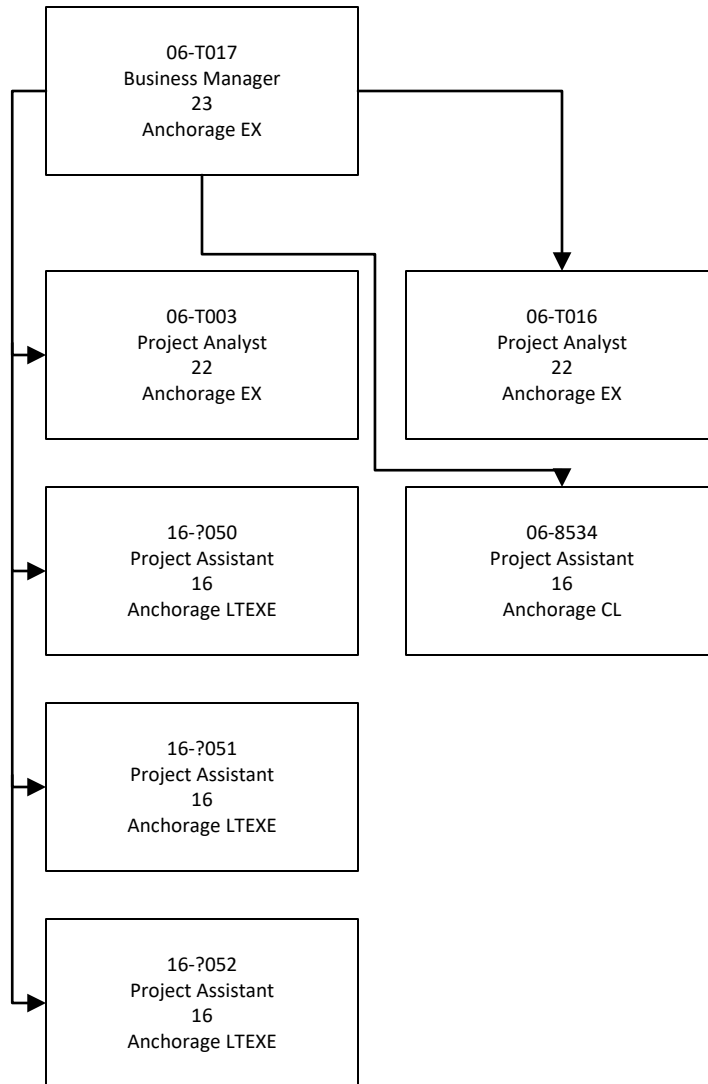 06-T017
Business Manager
23
Anchorage EX
06-T003
Project Analyst
22
Anchorage EX
06-T016
Project Analyst
22
Anchorage EX
16-?050
Project Assistant
16
Anchorage LTEXE
06-8534
Project Assistant
16
Anchorage CL
16-?051
Project Assistant
16
Anchorage LTEXE
16-?052
Project Assistant
16
Anchorage LTEXE